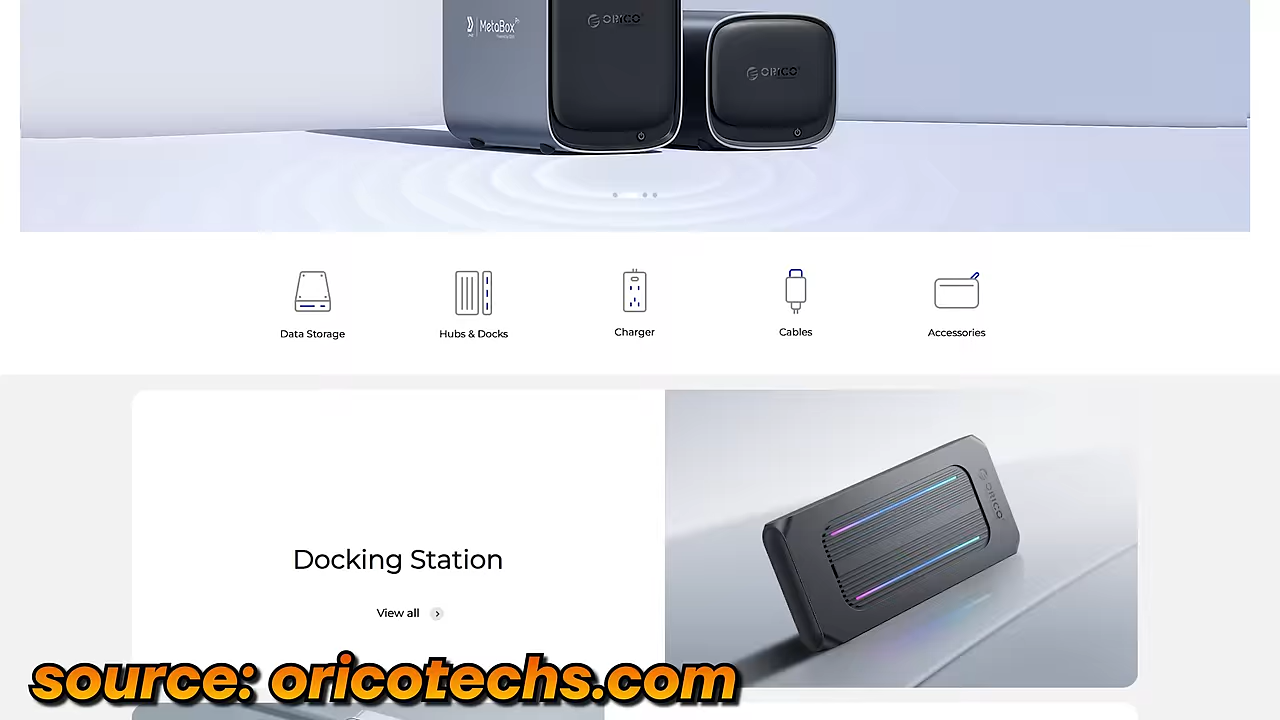 MetaBox
ORICO
ORICO
Data Storage
Hubs & Docks
Charger
Cables
Accessories
Docking Station
View all
ORICO
source: oricotechs.com